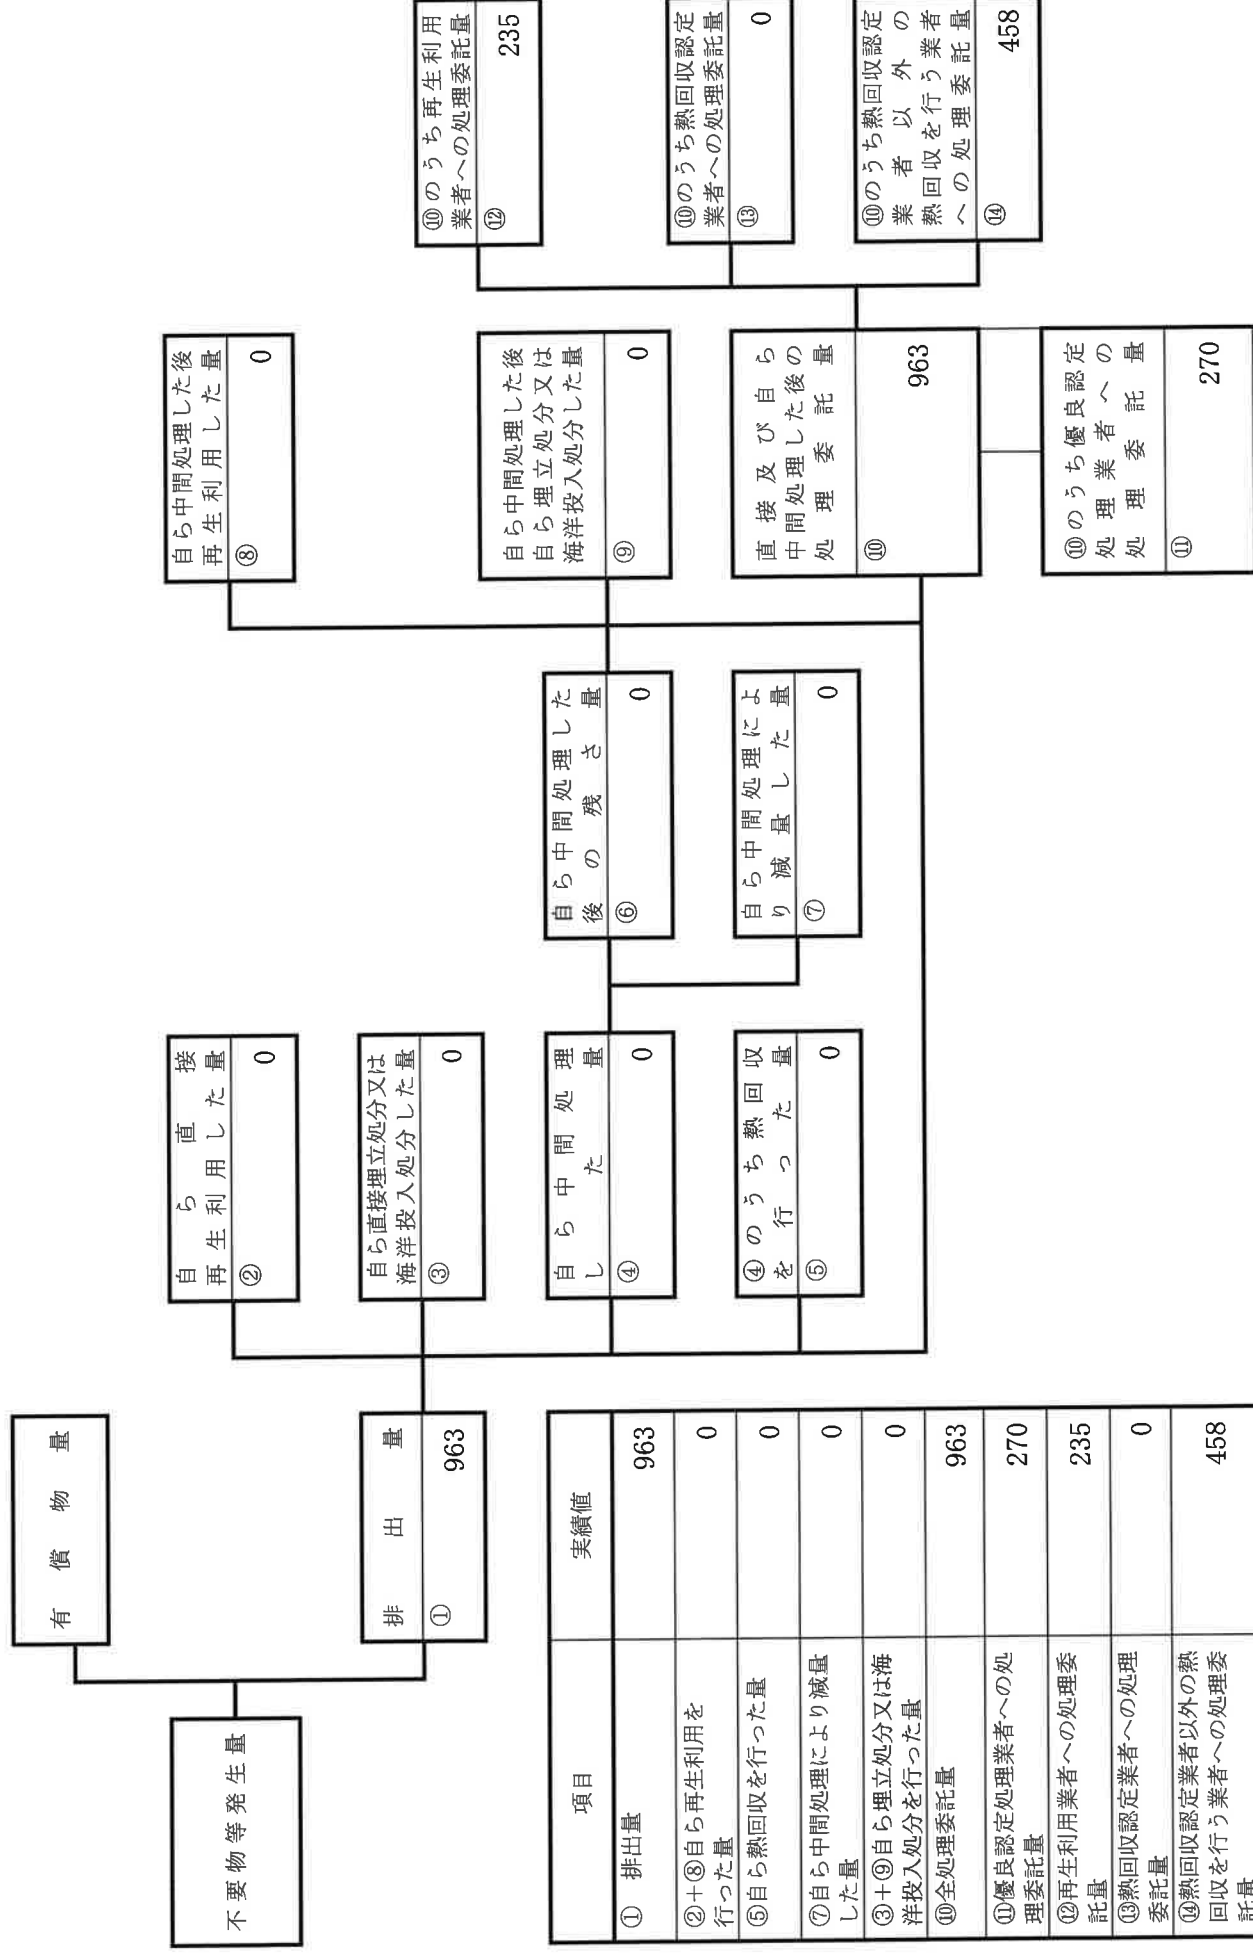 不要物等発生量
有償物量
排出量
① 963
自ら直接
再生利用した量
② 0
自ら直接埋立処分又は
海洋投入処分した量
③ 0
自ら中間処理
した量
④ 0
④のうち熱回収
を行った量
⑤ 0
自ら中間処理した
後の残さ量
⑥ 0
自ら中間処理によ
り減量した量
⑦ 0
自ら中間処理した後
再生利用した量
⑧ 0
自ら中間処理した後
自ら埋立処分又は
海洋投入処分した量
⑨ 0
直接及び自ら
中間処理した後の
処理委託量
⑩ 963
⑩のうち優良認定
処理業者への
処理委託量
⑪ 270
⑩のうち再生利用
業者への処理委託量
⑫ 235
⑩のうち熱回収認定
業者への処理委託量
⑬ 0
⑩のうち熱回収認定
業者以外の
熱回収を行う業者
への処理委託量
⑭ 458
項目 実績値
① 排出量 963
②+⑧自ら再生利用を
行った量 0
⑤自ら熱回収を行った量 0
⑦自ら中間処理により減量
した量 0
③+⑨自ら埋立処分又は海
洋投入処分を行った量 0
⑩全処理委託量 963
⑪優良認定処理業者への処
理委託量 270
⑫再生利用業者への処理委
託量 235
⑬熱回収認定業者への処理
委託量 0
⑭熱回収認定業者以外の熱
回収を行う業者への処理委
託量 458